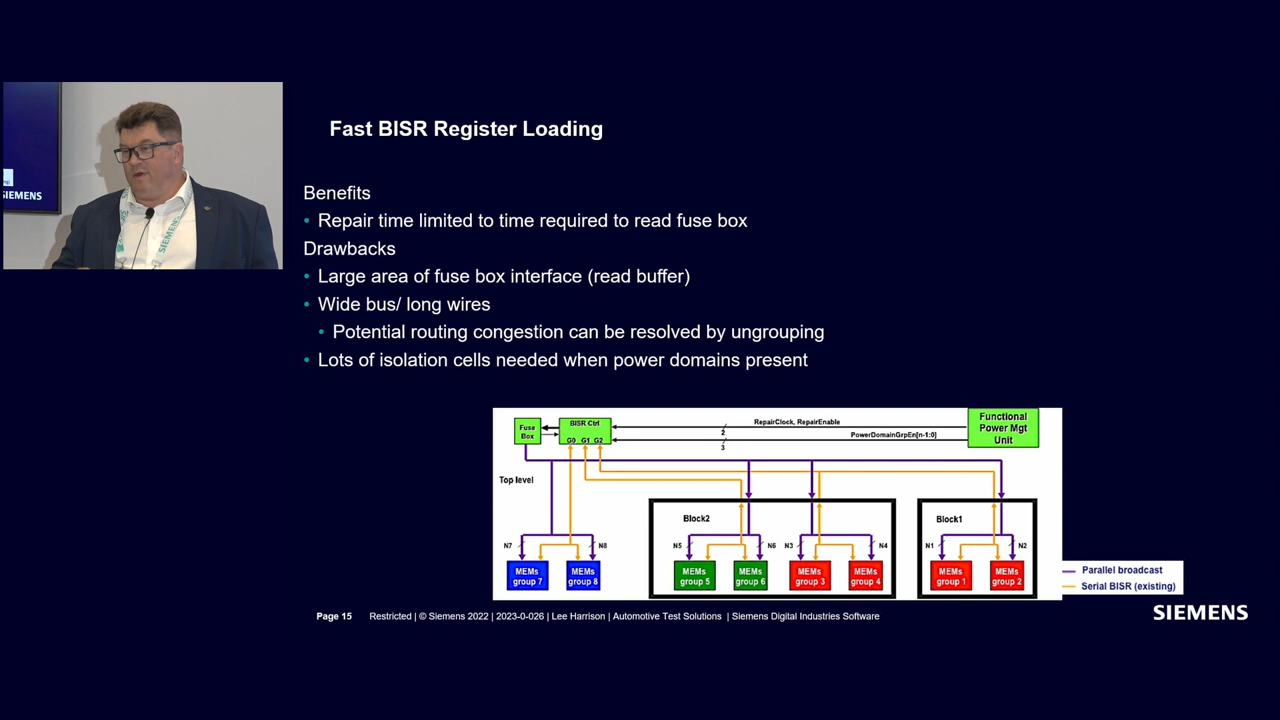 Fast BISR Register Loading
SIEMENS
SIEMENS
Benefits
• Repair time limited to time required to read fuse box
Drawbacks
• Large area of fuse box interface (read buffer)
• Wide bus/ long wires
• Potential routing congestion can be resolved by ungrouping
• Lots of isolation cells needed when power domains present
Fuse
Box
BISR Ctrl
G0 G1 G2
RepairClock, RepairEnable
2
PowerDomainGrpEn[n-1:0]
3
Functional
Power Mgt
Unit
Top level
Block2
Block1
N7
N8
N5
N6
N3
N4
N1
N2
MEMs
group 7
MEMs
group 8
MEMs
group 5
MEMs
group 6
MEMs
group 3
MEMs
group 4
MEMs
group 1
MEMs
group 2
Parallel broadcast
Serial BISR (existing)
Page 15 Restricted | © Siemens 2022 | 2023-0-026 | Lee Harrison | Automotive Test Solutions | Siemens Digital Industries Software
SIEMENS